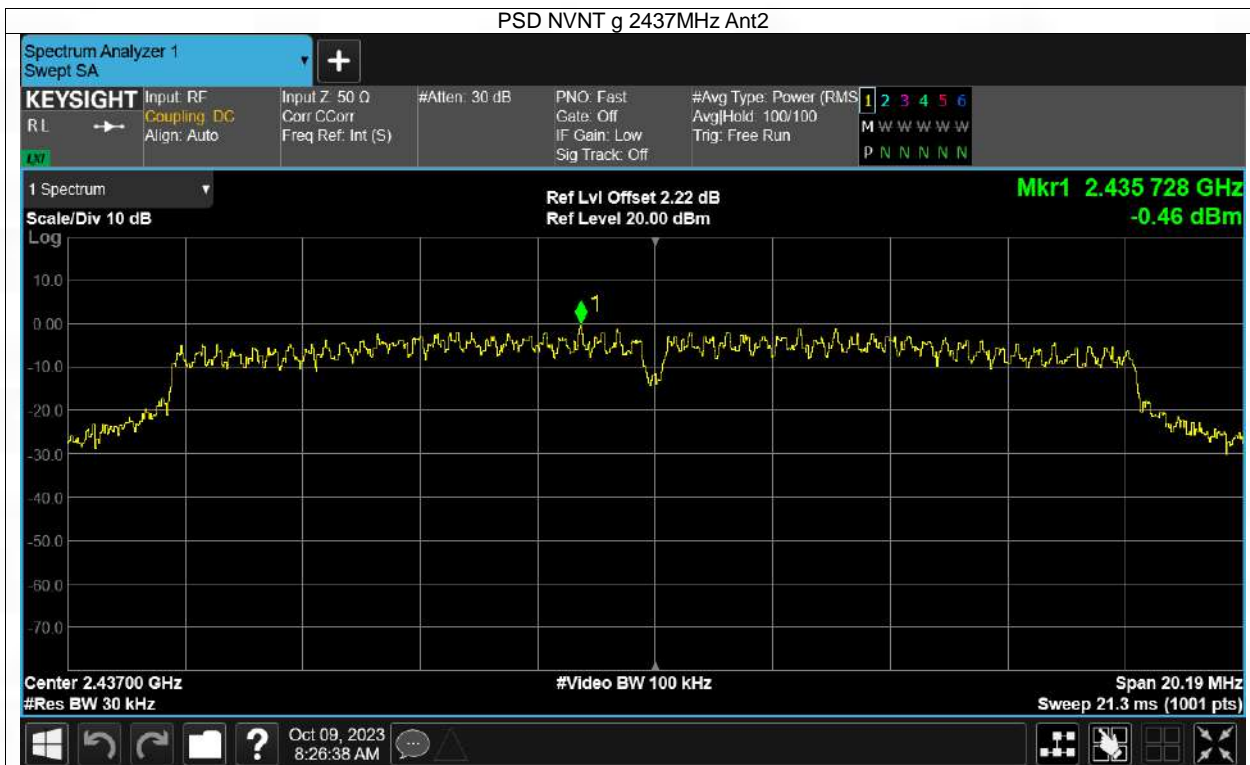 PSD NVNT g 2437MHz Ant2
Spectrum Analyzer 1
Swept SA
+
KEYSIGHT
RL
LXI
Input: RF
Coupling: DC
Align: Auto
Input Z: 50 Ω
Corr CCorr
Freq Ref: Int (S)
#Atten: 30 dB
PNO: Fast
Gate: Off
IF Gain: Low
Sig Track: Off
#Avg Type: Power (RMS
Avg|Hold: 100/100
Trig: Free Run
1 2 3 4 5 6
M W W W W W
P N N N N N
1 Spectrum
Scale/Div 10 dB
Log
Ref Lvl Offset 2.22 dB
Ref Level 20.00 dBm
Mkr1 2.435 728 GHz
-0.46 dBm
1
10.0
0.00
-10.0
-20.0
-30.0
-40.0
-50.0
-60.0
-70.0
Center 2.43700 GHz
#Res BW 30 kHz
#Video BW 100 kHz
Span 20.19 MHz
Sweep 21.3 ms (1001 pts)
?
Oct 09, 2023
8:26:38 AM